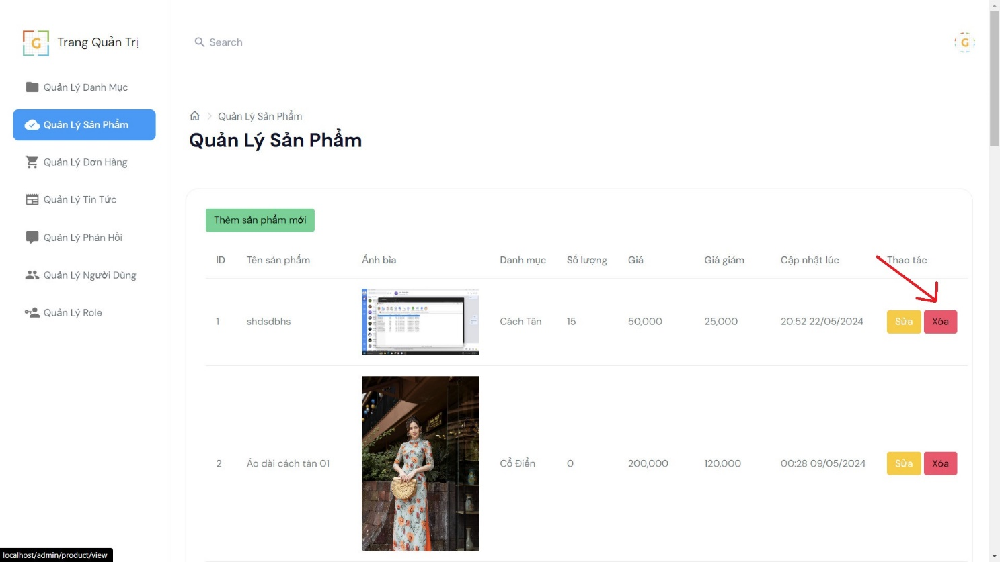 G Trang Quản Trị
Search
G
Quản Lý Danh Mục
Quản Lý Sản Phẩm
Quản Lý Đơn Hàng
Quản Lý Tin Tức
Quản Lý Phản Hồi
Quản Lý Người Dùng
Quản Lý Role
Quản Lý Sản Phẩm
Quản Lý Sản Phẩm
Thêm sản phẩm mới
ID Tên sản phẩm Ảnh bìa Danh mục Số lượng Giá Giá giảm Cập nhật lúc Thao tác
1 shdsdbhs Cách Tân 15 50,000 25,000 20:52 22/05/2024 Sửa Xóa
2 Áo dài cách tân 01 Cổ Điển 0 200,000 120,000 00:28 09/05/2024 Sửa Xóa
localhost/admin/product/view